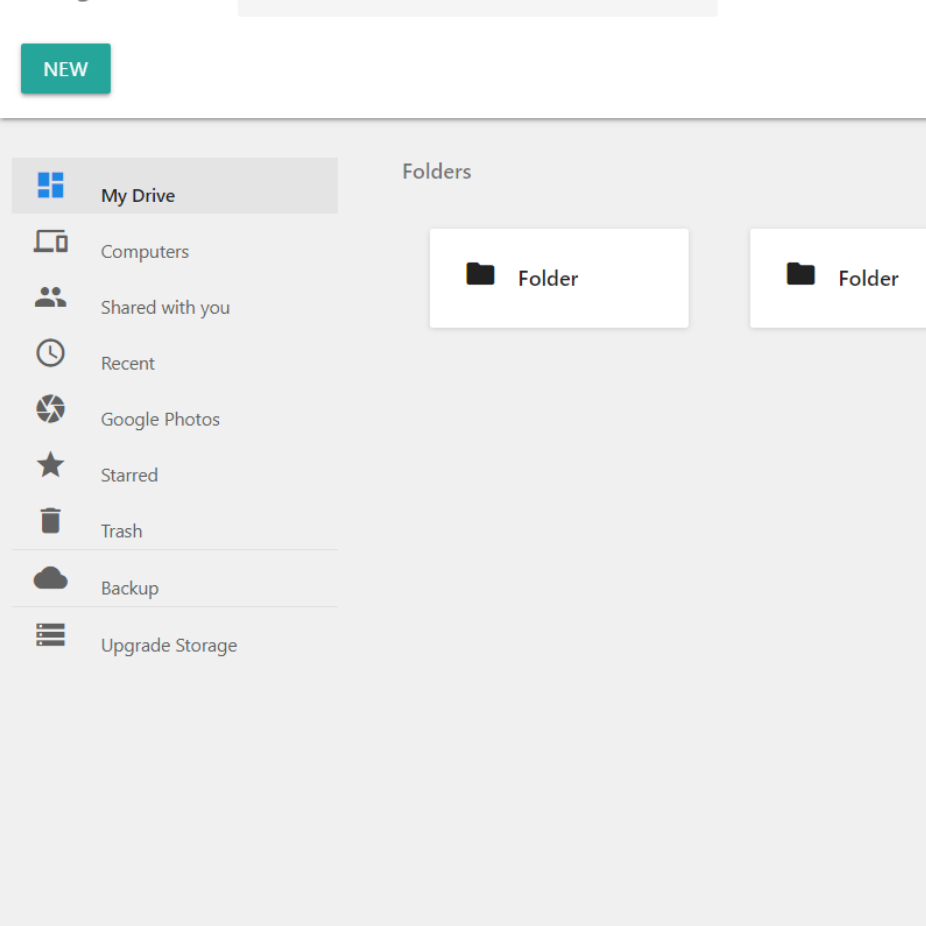 NEW
Folders
My Drive
Computers
Folder
Folder
Shared with you
Recent
Google Photos
Starred
Trash
Backup
Upgrade Storage